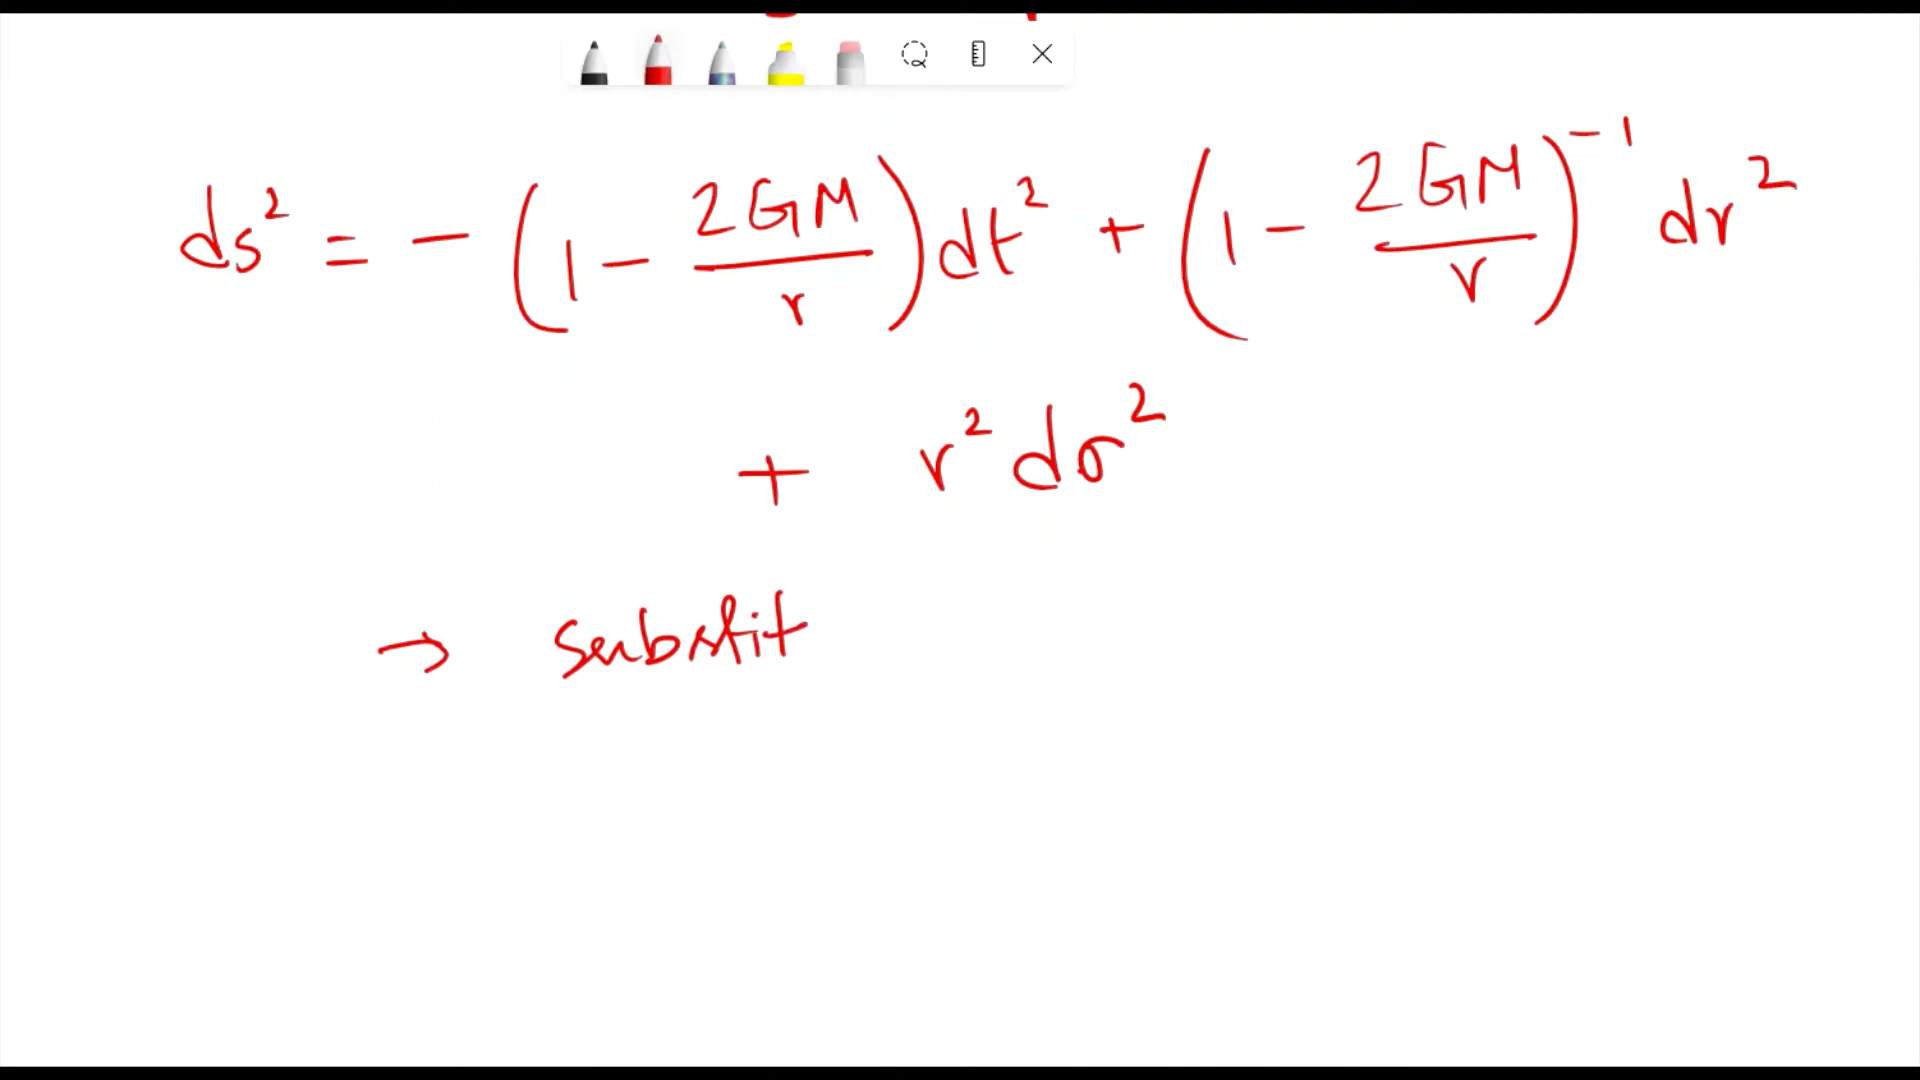 ds² = - (1 - 2GM/r) dt² + (1 - 2GM/r)⁻¹ dr²
+ r² dσ²
→ substit